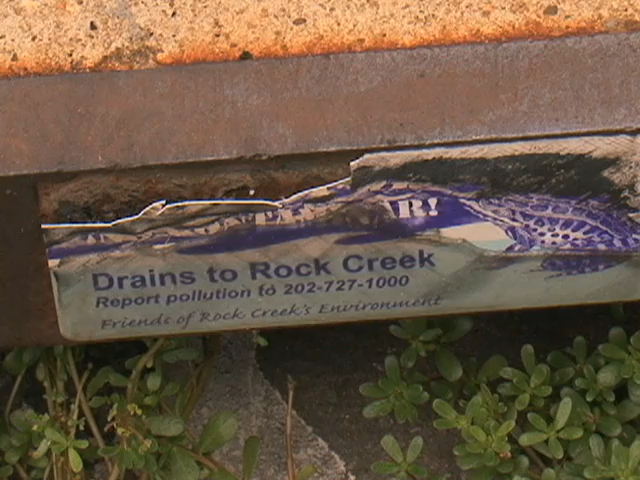 Drains to Rock Creek
Report pollution to 202-727-1000
Friends of Rock Creek's Environment